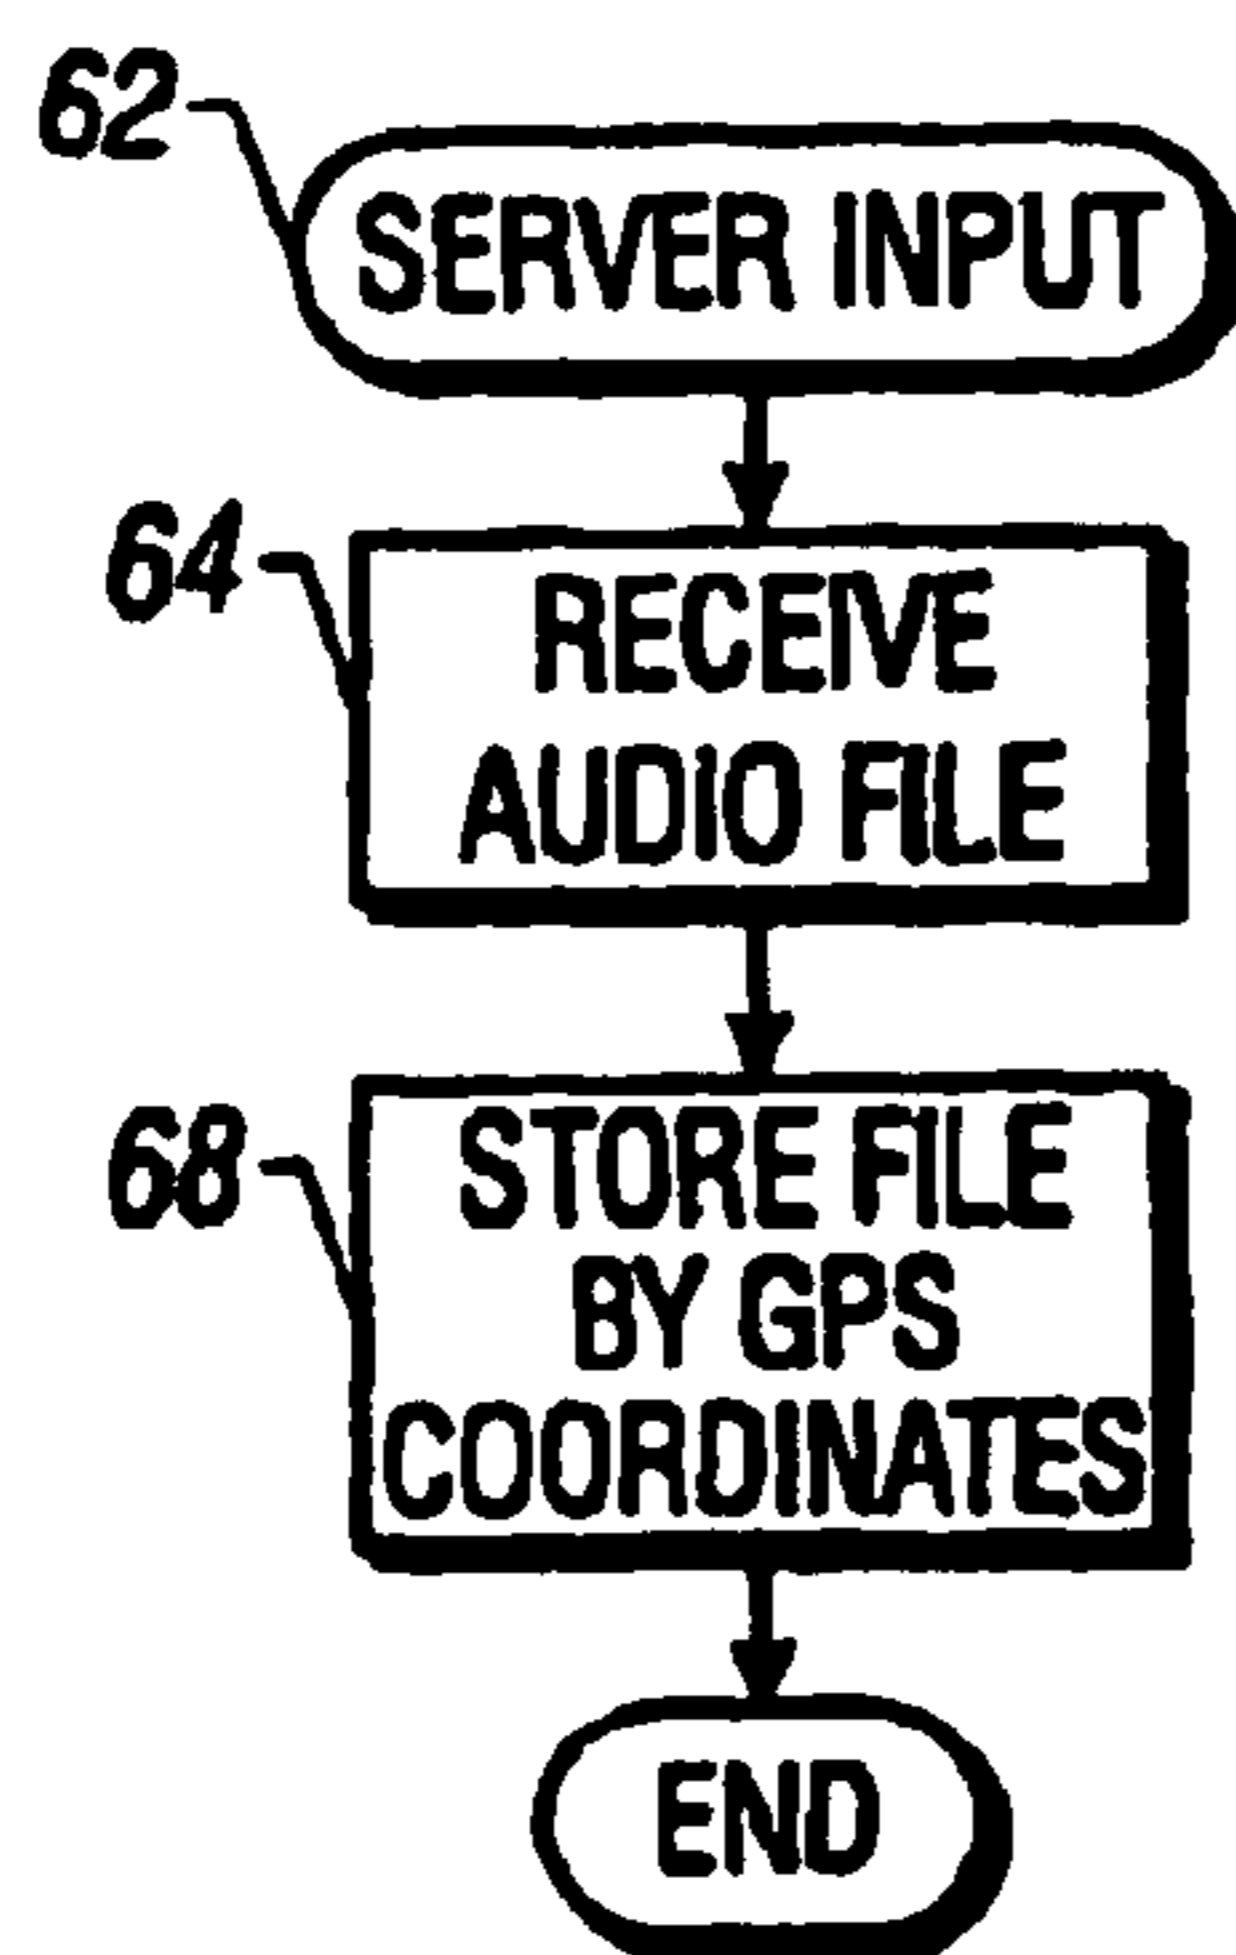 62
SERVER INPUT
64
RECEIVE
AUDIO FILE
68
STORE FILE
BY GPS
COORDINATES
END